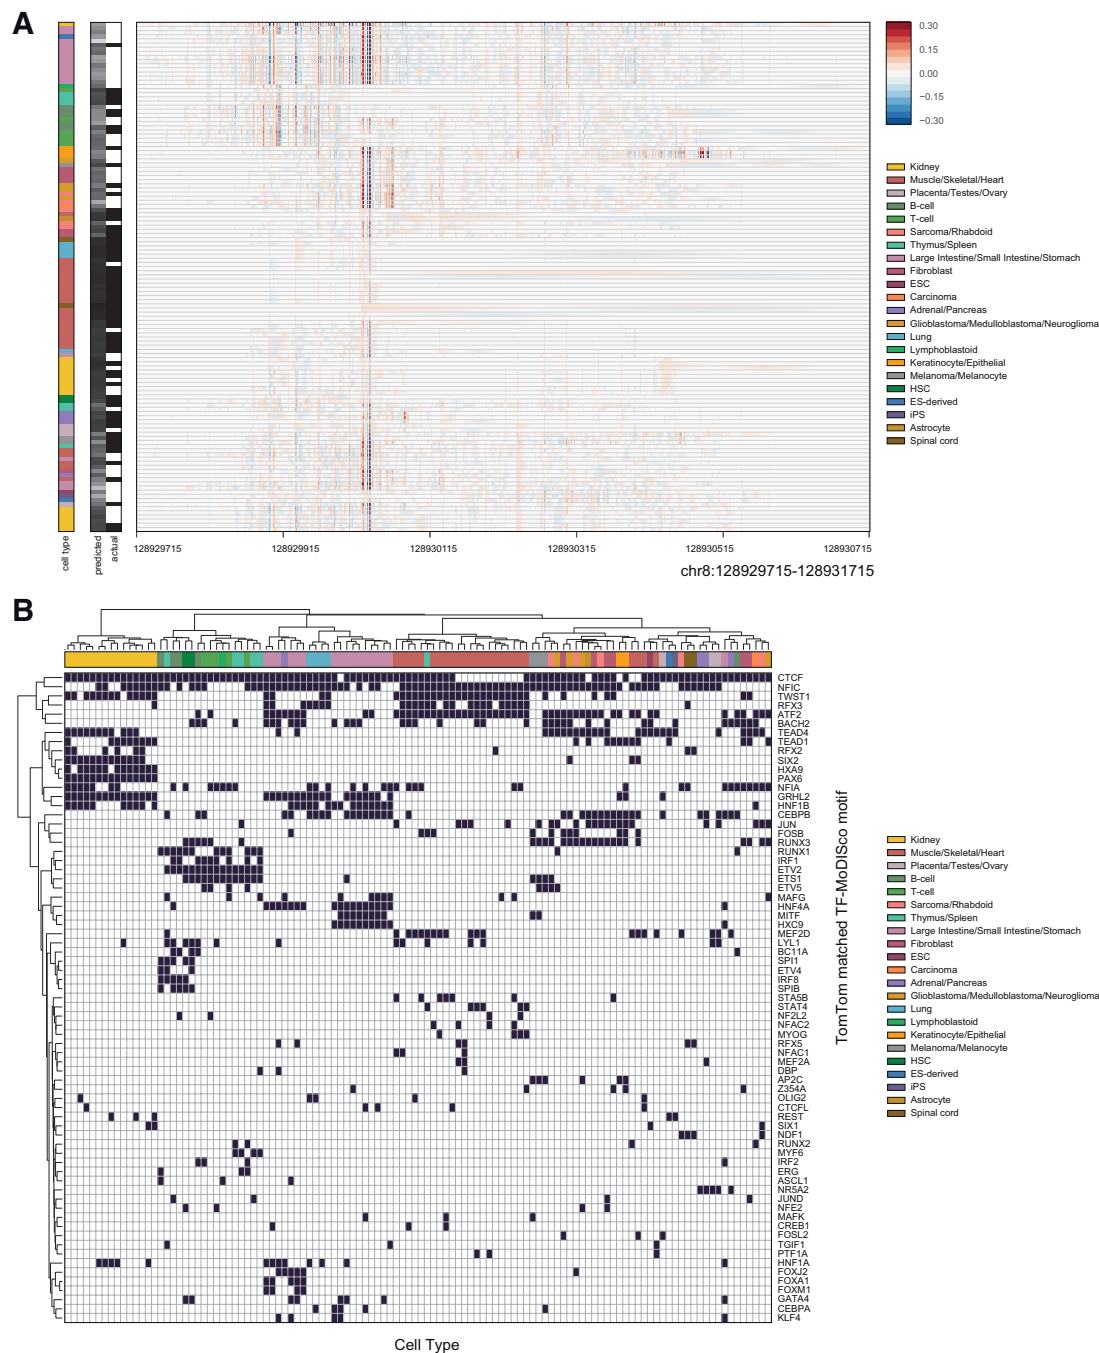 A
0.30
0.15
0.00
−0.15
−0.30
Kidney
Muscle/Skeletal/Heart
Placenta/Testes/Ovary
B-cell
T-cell
Sarcoma/Rhabdoid
Thymus/Spleen
Large Intestine/Small Intestine/Stomach
Fibroblast
ESC
Carcinoma
Adrenal/Pancreas
Glioblastoma/Medulloblastoma/Neuroglioma
Lung
Lymphoblastoid
Keratinocyte/Epithelial
Melanoma/Melanocyte
HSC
ES-derived
iPS
Astrocyte
Spinal cord
cell type
predicted
actual
128929715 128929915 128930115 128930315 128930515 128930715
chr8:128929715-128931715
B
CTCF
NFIC
TWST1
RFX3
ATF2
BACH2
TEAD4
TEAD1
RFX2
SIX2
HXA9
PAX6
NFIA
GRHL2
HNF1B
CEBPB
JUN
FOSB
RUNX3
RUNX1
IRF1
ETV2
ETS1
ETV5
MAFG
HNF4A
MITF
HXC9
MEF2D
LYL1
BC11A
SPI1
ETV4
IRF8
SPIB
STA5B
STAT4
NF2L2
NFAC2
MYOG
RFX5
NFAC1
MEF2A
DBP
AP2C
Z354A
OLIG2
CTCFL
REST
SIX1
NDF1
RUNX2
MYF6
IRF2
ERG
ASCL1
NR5A2
JUND
NFE2
MAFK
CREB1
FOSL2
TGIF1
PTF1A
HNF1A
FOXJ2
FOXA1
FOXM1
GATA4
CEBPA
KLF4
TomTom matched TF-MoDISco motif
Cell Type
Kidney
Muscle/Skeletal/Heart
Placenta/Testes/Ovary
B-cell
T-cell
Sarcoma/Rhabdoid
Thymus/Spleen
Large Intestine/Small Intestine/Stomach
Fibroblast
ESC
Carcinoma
Adrenal/Pancreas
Glioblastoma/Medulloblastoma/Neuroglioma
Lung
Lymphoblastoid
Keratinocyte/Epithelial
Melanoma/Melanocyte
HSC
ES-derived
iPS
Astrocyte
Spinal cord